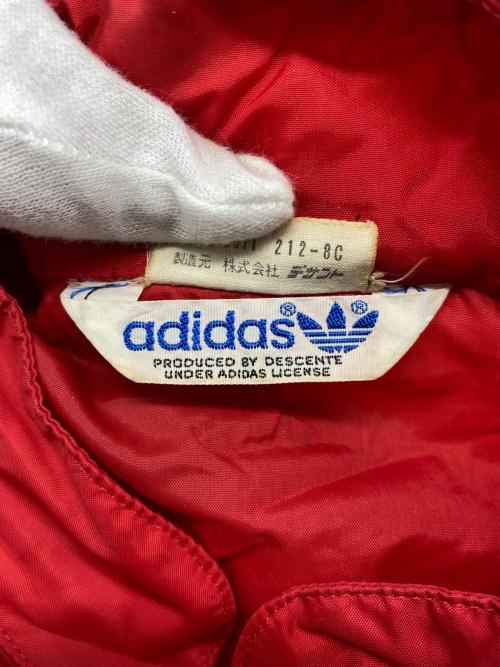 212-8C
製造元 株式会社 デサント
adidas® ®
PRODUCED BY DESCENTE
UNDER ADIDAS LICENSE